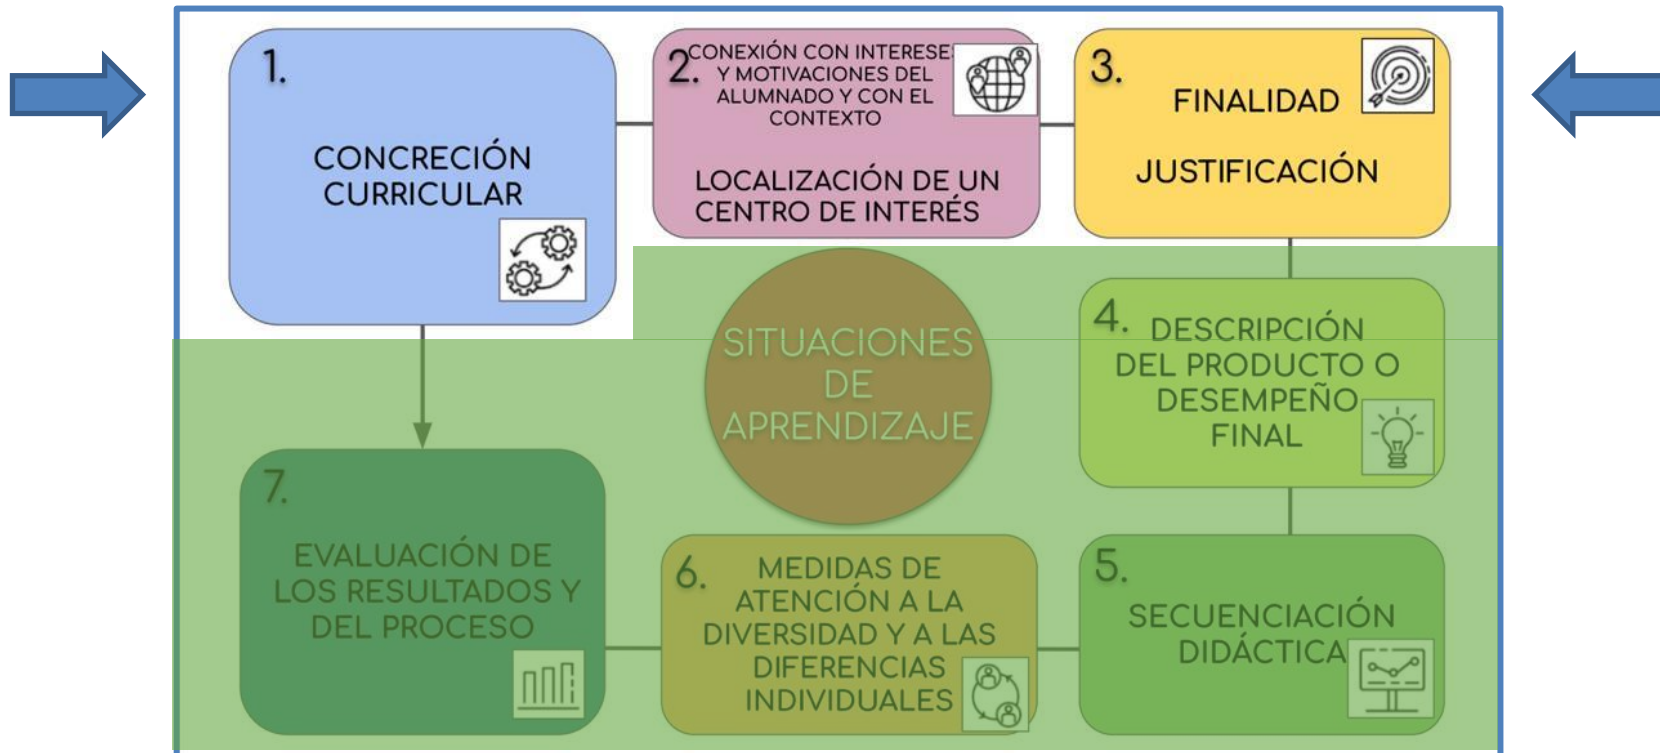 1.
CONCRECIÓN
CURRICULAR
2.
CONEXIÓN CON INTERESES
Y MOTIVACIONES DEL
ALUMNADO Y CON EL
CONTEXTO
LOCALIZACIÓN DE UN
CENTRO DE INTERÉS
3.
FINALIDAD
JUSTIFICACIÓN
SITUACIONES
DE
APRENDIZAJE
4. DESCRIPCIÓN
DEL PRODUCTO O
DESEMPEÑO
FINAL
5.
SECUENCIACIÓN
DIDÁCTICA
6. MEDIDAS DE
ATENCIÓN A LA
DIVERSIDAD Y A LAS
DIFERENCIAS
INDIVIDUALES
7.
EVALUACIÓN DE
LOS RESULTADOS Y
DEL PROCESO